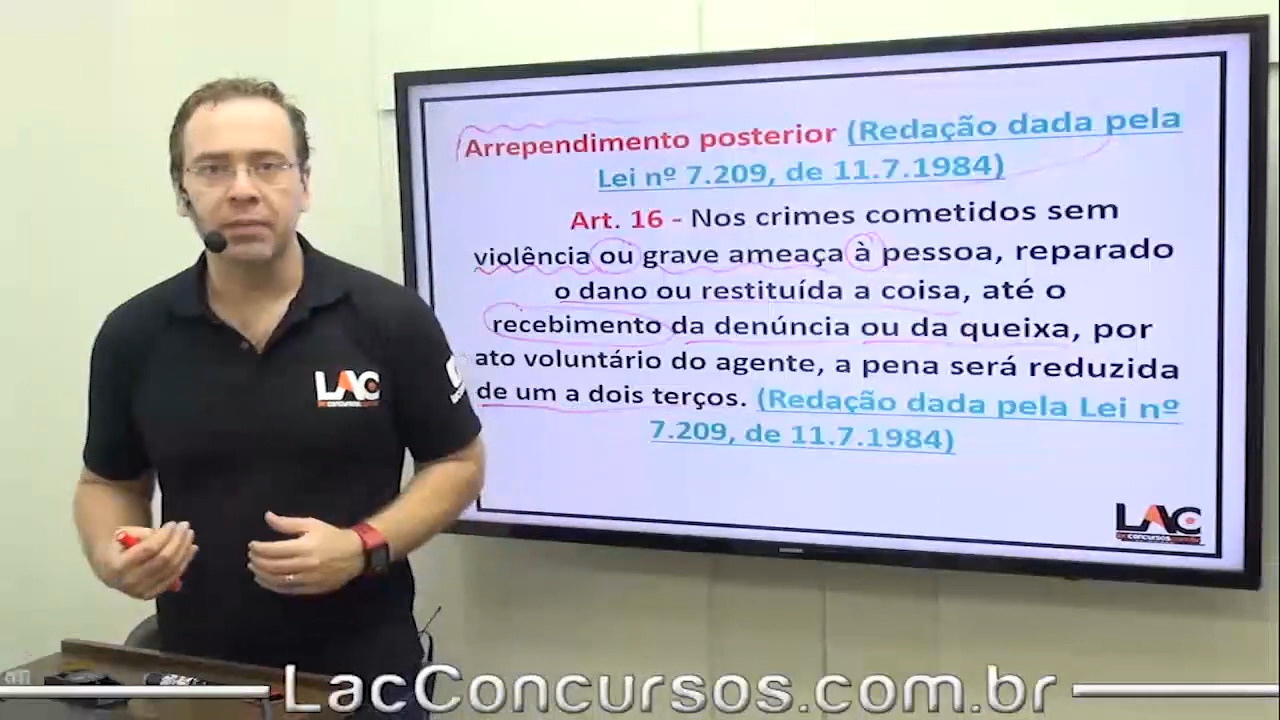 Arrependimento posterior (Redação dada pela
Lei nº 7.209, de 11.7.1984)
Art. 16 - Nos crimes cometidos sem
violência ou grave ameaça à pessoa, reparado
o dano ou restituída a coisa, até o
recebimento da denúncia ou da queixa, por
ato voluntário do agente, a pena será reduzida
de um a dois terços. (Redação dada pela Lei nº
7.209, de 11.7.1984)
LAC
concursos.com.br
LAC
LacConcursos.com.br